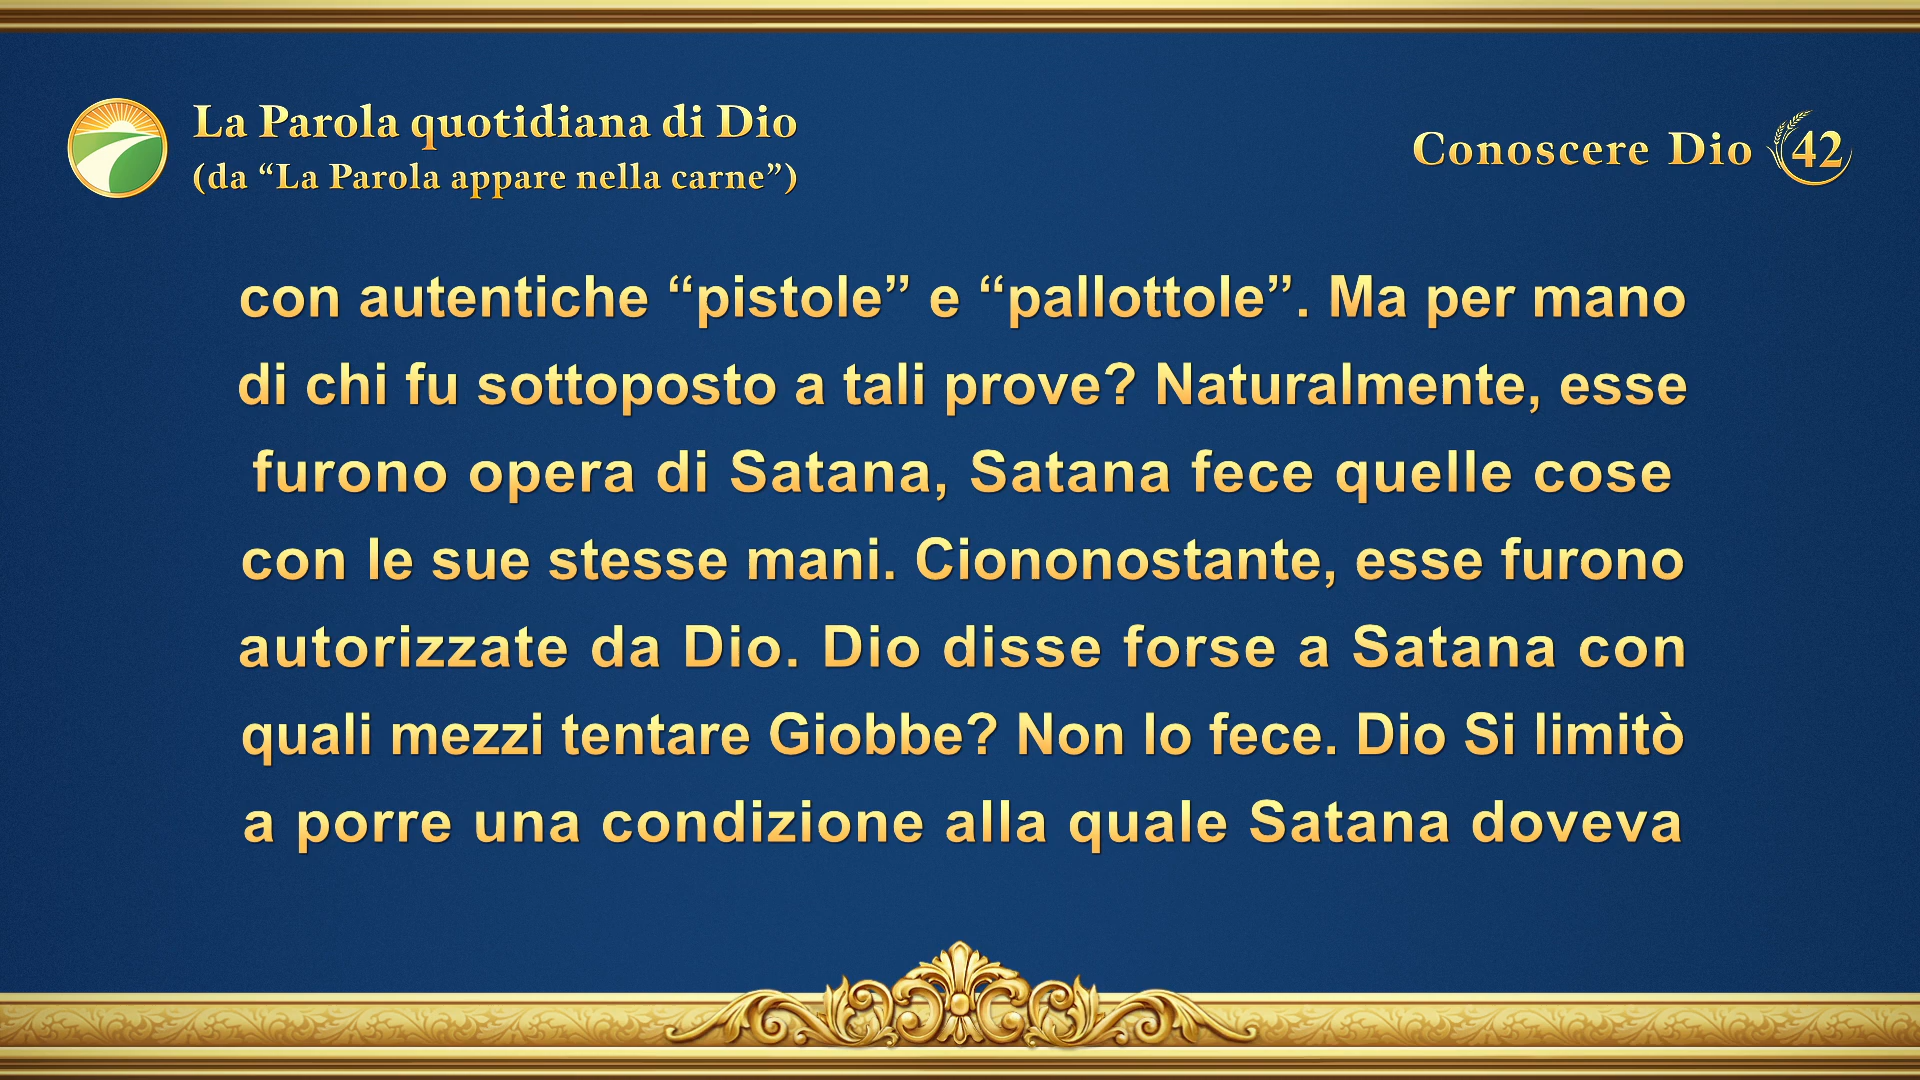 La Parola quotidiana di Dio
(da “La Parola appare nella carne”)
Conoscere Dio 42
con autentiche “pistole” e “pallottole”. Ma per mano
di chi fu sottoposto a tali prove? Naturalmente, esse
furono opera di Satana, Satana fece quelle cose
con le sue stesse mani. Ciononostante, esse furono
autorizzate da Dio. Dio disse forse a Satana con
quali mezzi tentare Giobbe? Non lo fece. Dio Si limitò
a porre una condizione alla quale Satana doveva